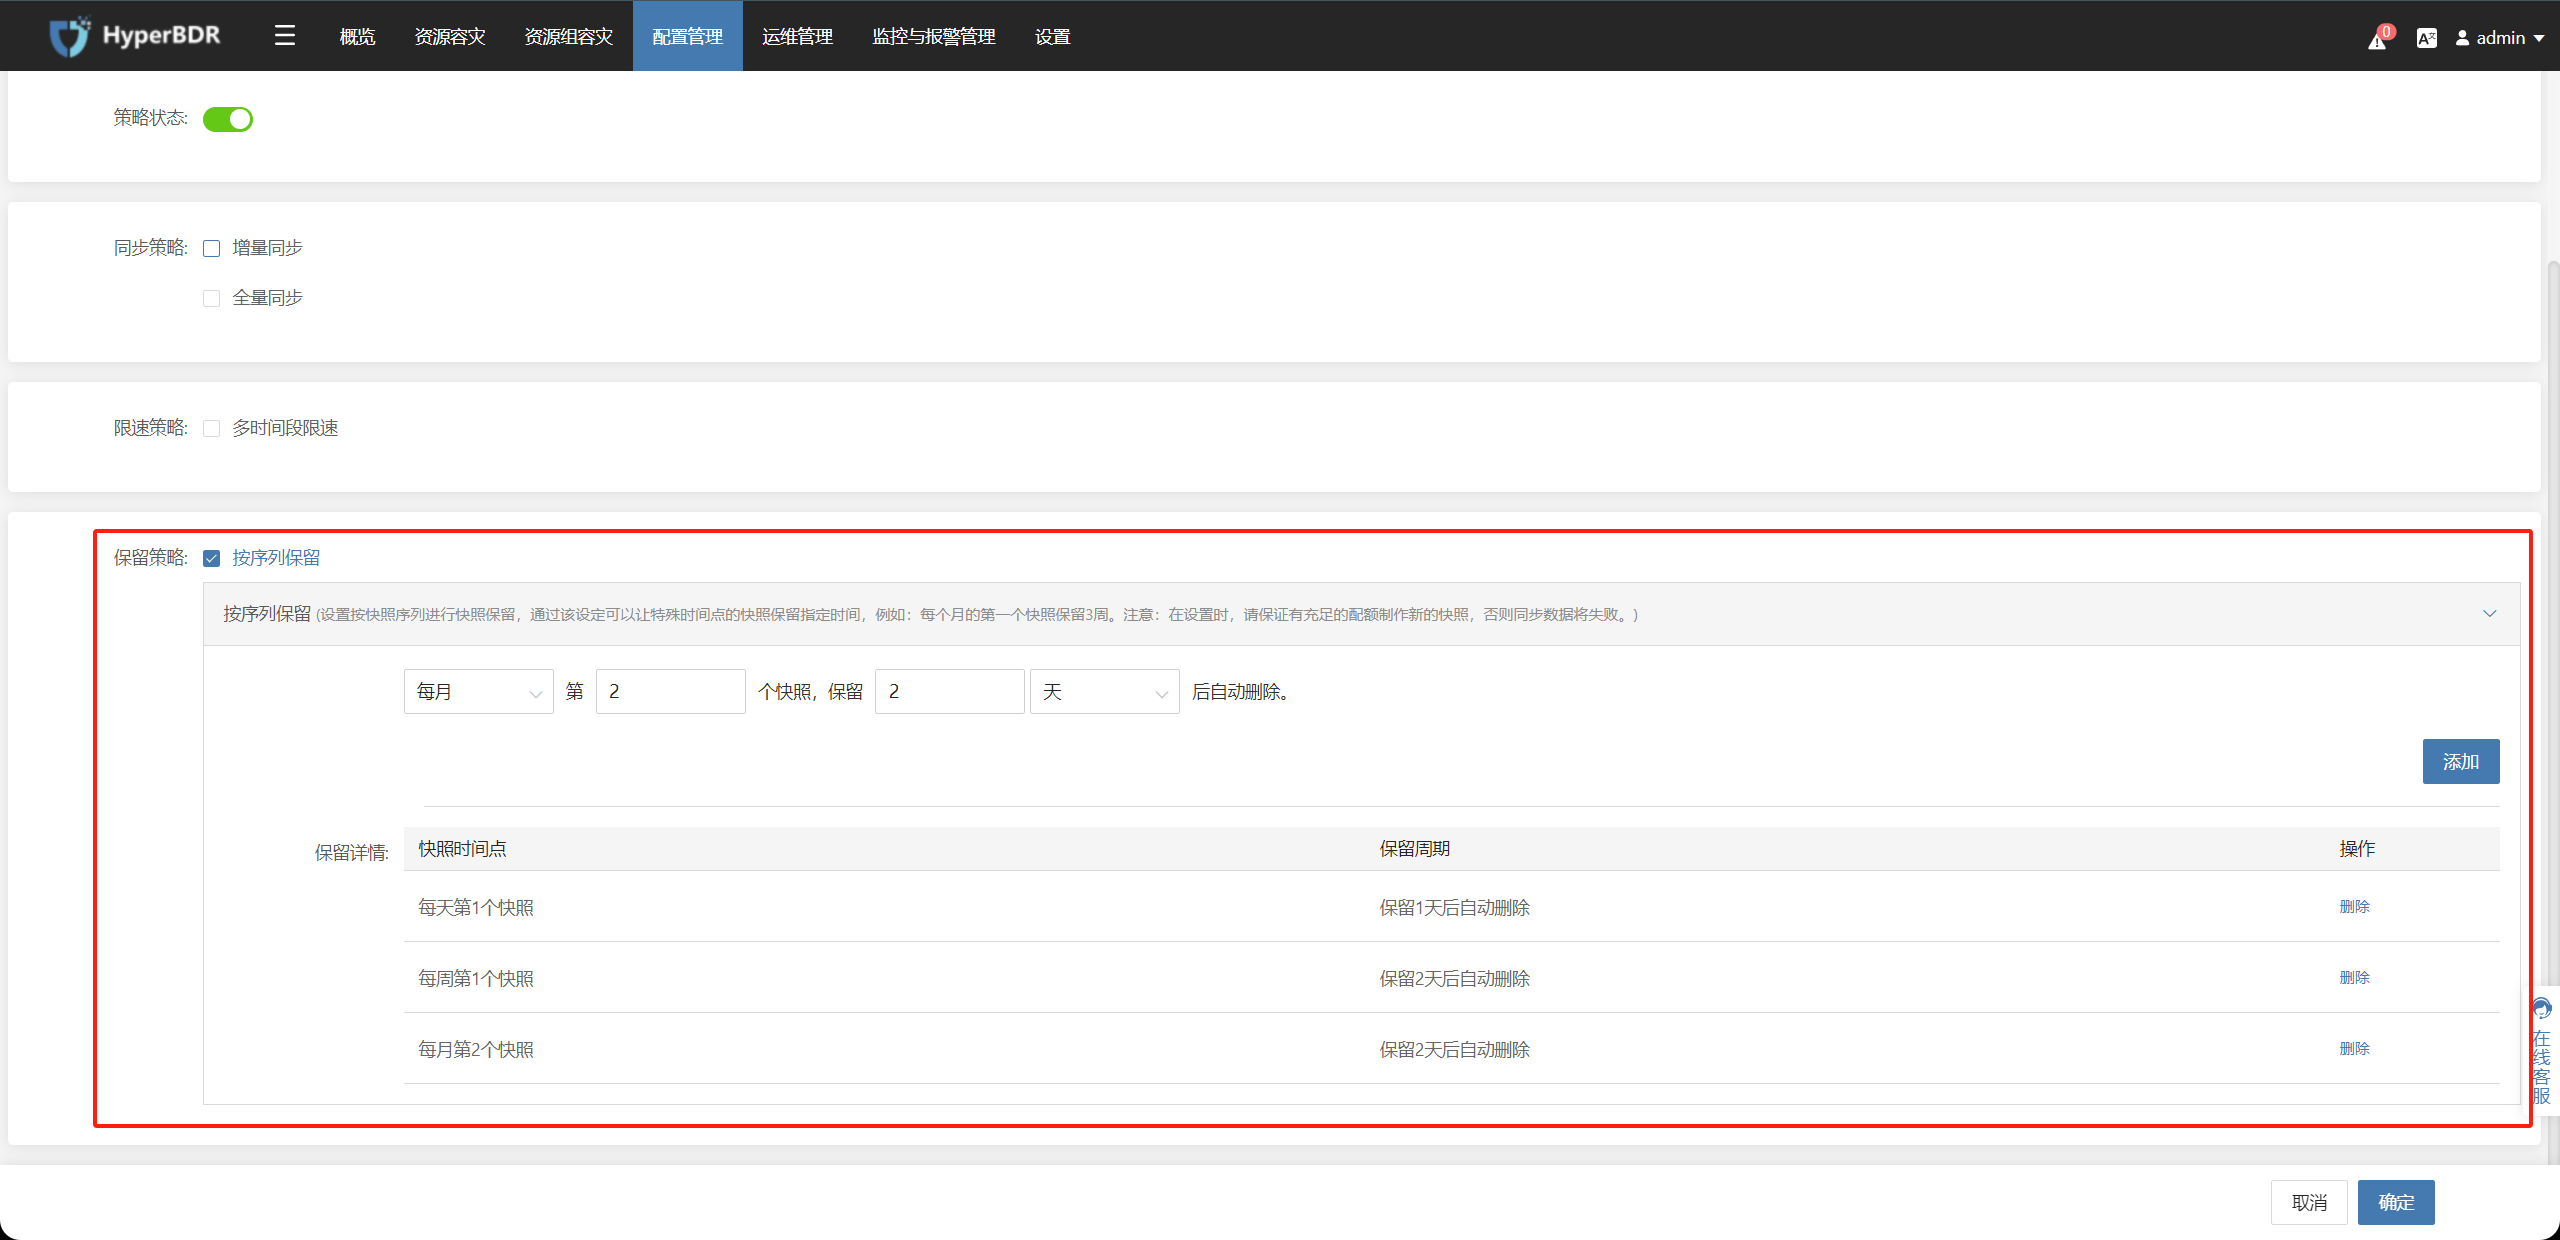 HyperBDR 概览 资源容灾 资源组容灾 配置管理 运维管理 监控与报警管理 设置 0 admin
策略状态:
同步策略: 增量同步
全量同步
限速策略: 多时间段限速
保留策略: 按序列保留
按序列保留 (设置按快照序列进行快照保留，通过该设定可以让特殊时间点的快照保留指定时间，例如：每个月的第一个快照保留3周。注意：在设置时，请保证有充足的配额制作新的快照，否则同步数据将失败。)
每月 第 2 个快照，保留 2 天 后自动删除。
添加
保留详情: 快照时间点 保留周期 操作
每天第1个快照 保留1天后自动删除 删除
每周第1个快照 保留2天后自动删除 删除
每月第2个快照 保留2天后自动删除 删除
在线客服
取消 确定